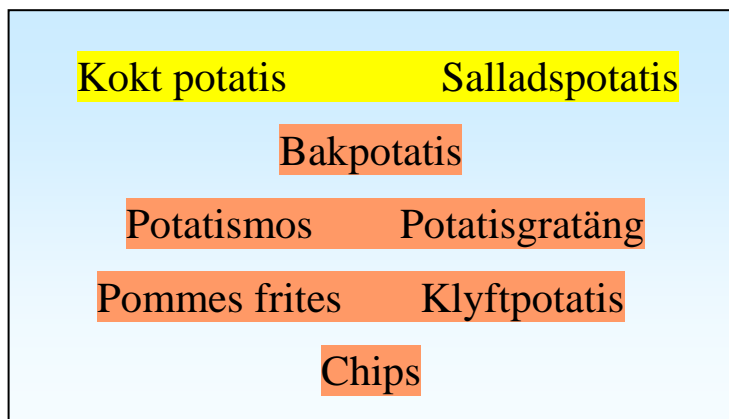 Kokt potatis Salladspotatis
Bakpotatis
Potatismos Potatisgratäng
Pommes frites Klyftpotatis
Chips